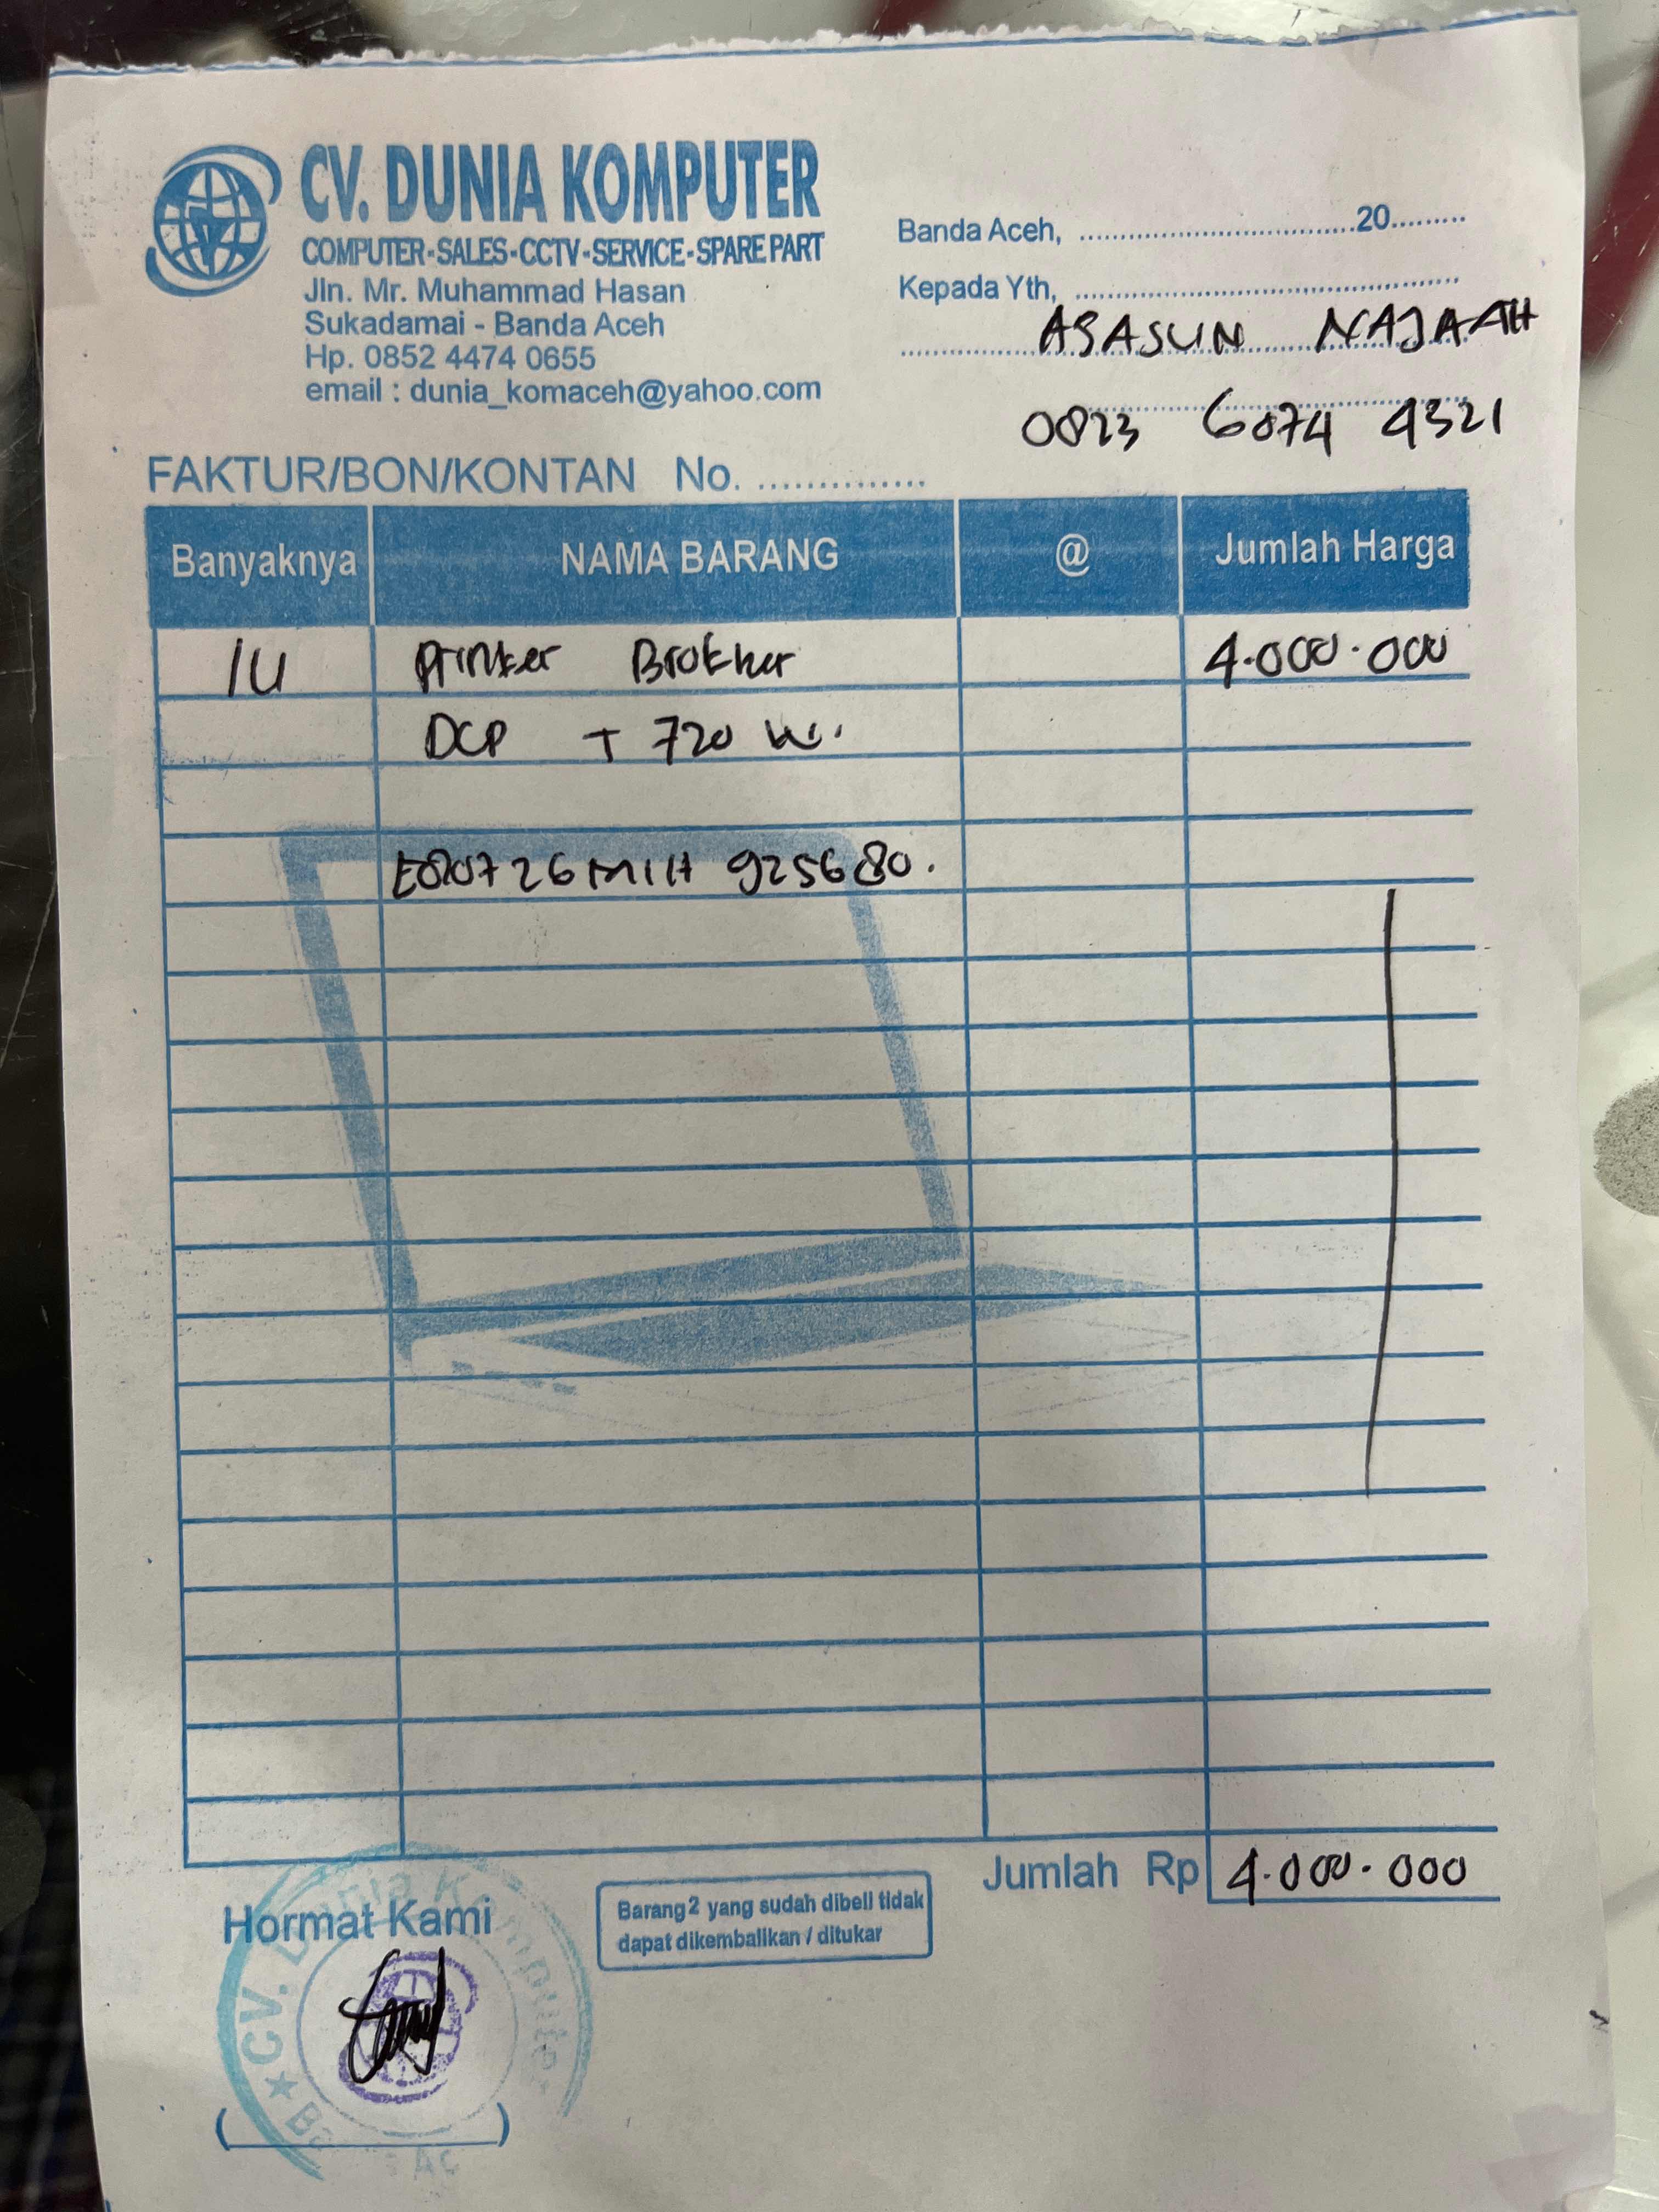 CV. DUNIA KOMPUTER
COMPUTER-SALES-CCTV-SERVICE-SPARE PART
Jln. Mr. Muhammad Hasan
Sukadamai - Banda Aceh
Hp. 0852 4474 0655
email : dunia_komaceh@yahoo.com
Banda Aceh, ....................................20.........
Kepada Yth, ....................................................
ASASUN NAJAAH
0823 6074 4321
FAKTUR/BON/KONTAN No. ...............
Banyaknya NAMA BARANG @ Jumlah Harga
1U Printer Brother 4.000.000
DCP T 720 W.
925680.
Jumlah Rp 4.000.000
Hormat Kami
Barang2 yang sudah dibeli tidak
dapat dikembalikan / ditukar
CV. Dunia Komputer
( )